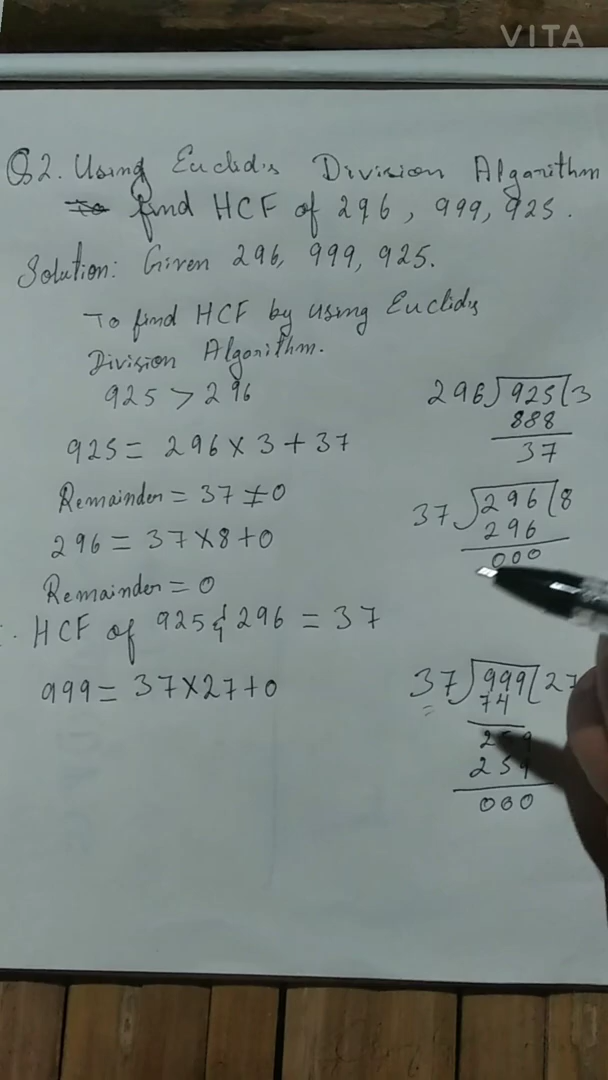 VITA
Q2. Using Euclid's Division Algorithm
find HCF of 296, 999, 925.
Solution: Given 296, 999, 925.
To find HCF by using Euclids
Division Algorithm.
925 > 296
925 = 296 × 3 + 37
Remainder = 37 ≠ 0
296 = 37 × 8 + 0
Remainder = 0
HCF of 925 & 296 = 37
999 = 37 × 27 + 0
296) 925 (3
888
37
37) 296 (8
296
000
37) 999 (27
74
259
259
000